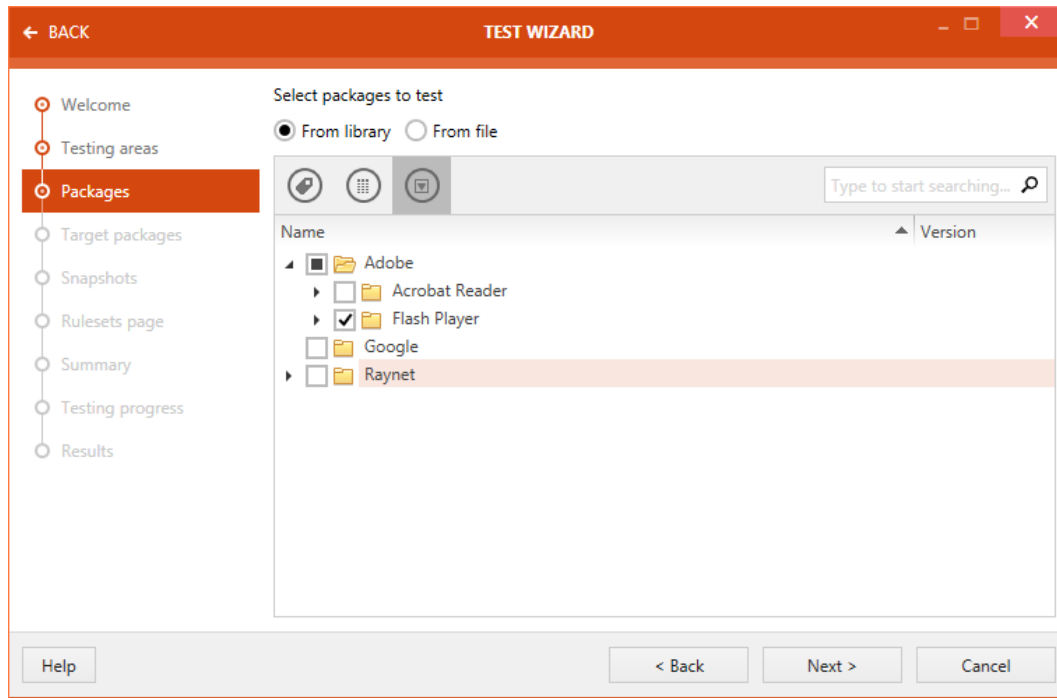 BACK
TEST WIZARD
Welcome
Testing areas
Packages
Target packages
Snapshots
Rulesets page
Summary
Testing progress
Results
Select packages to test
From library From file
Type to start searching...
Name Version
Adobe
Acrobat Reader
Flash Player
Google
Raynet
Help < Back Next > Cancel